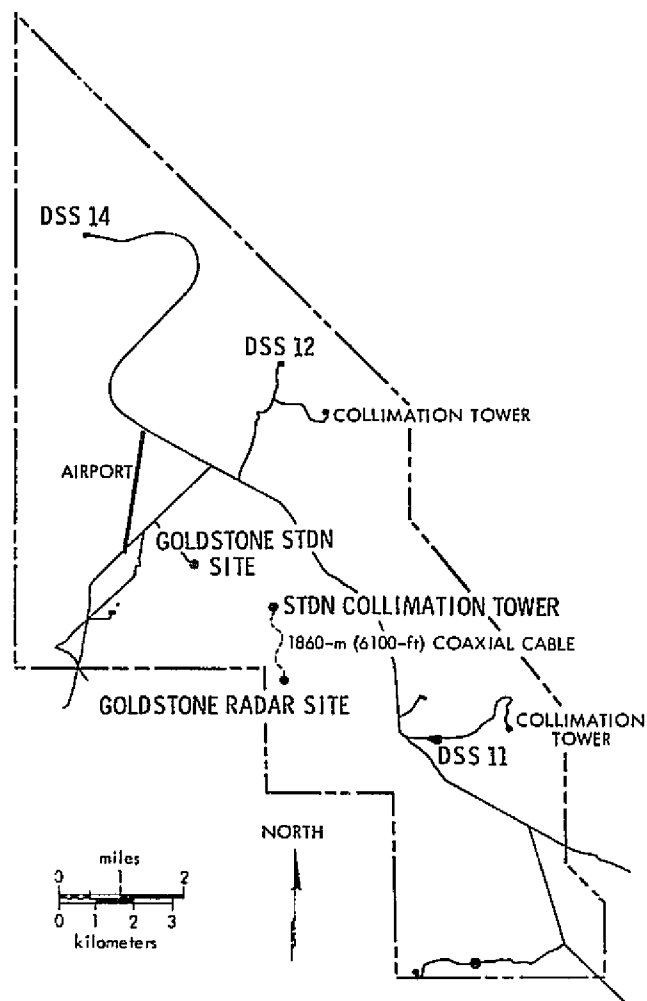 DSS 14
DSS 12
COLLIMATION TOWER
AIRPORT
GOLDSTONE STDN
SITE
STDN COLLIMATION TOWER
1860-m (6100-ft) COAXIAL CABLE
GOLDSTONE RADAR SITE
COLLIMATION
TOWER
DSS 11
NORTH
miles
0 1 2
0 1 2 3
kilometers